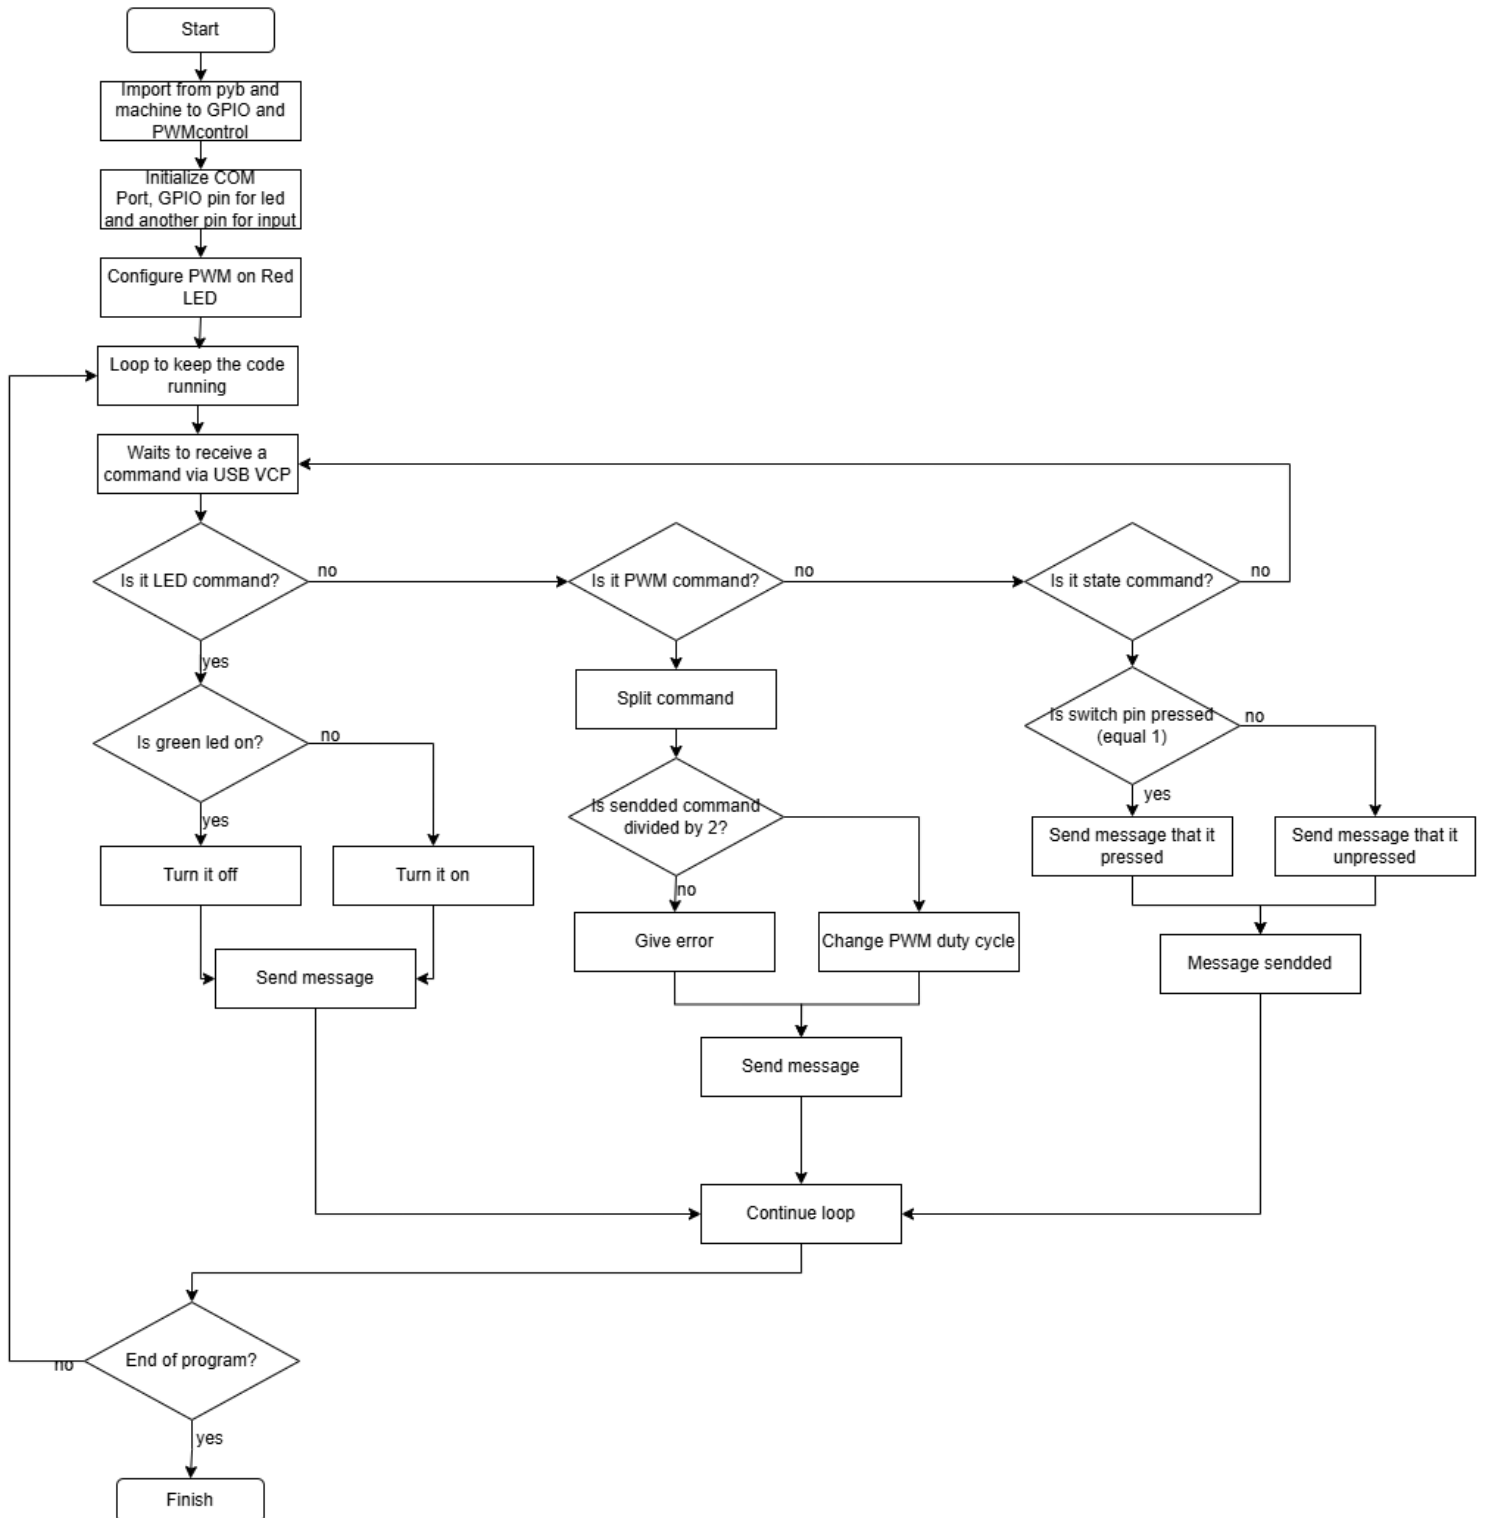 Start
Import from pyb and
machine to GPIO and
PWMcontrol
Initialize COM
Port, GPIO pin for led
and another pin for input
Configure PWM on Red
LED
Loop to keep the code
running
Waits to receive a
command via USB VCP
Is it LED command?
no
Is it PWM command?
no
Is it state command?
no
yes
Is green led on?
no
yes
Turn it off
Turn it on
Send message
Split command
Is sendded command
divided by 2?
no
Give error
Change PWM duty cycle
Send message
Is switch pin pressed
(equal 1)
no
yes
Send message that it
pressed
Send message that it
unpressed
Message sendded
Continue loop
End of program?
no
yes
Finish